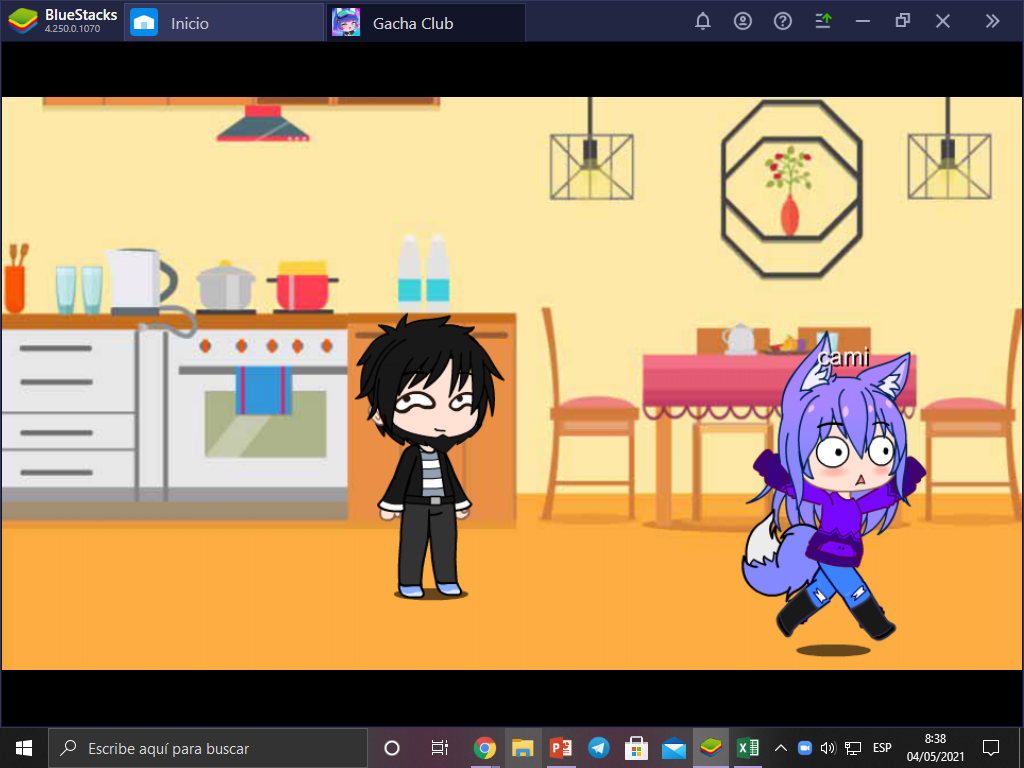 BlueStacks
4.250.0.1070
Inicio
Gacha Club
cami
Escribe aquí para buscar
ESP
8:38
04/05/2021